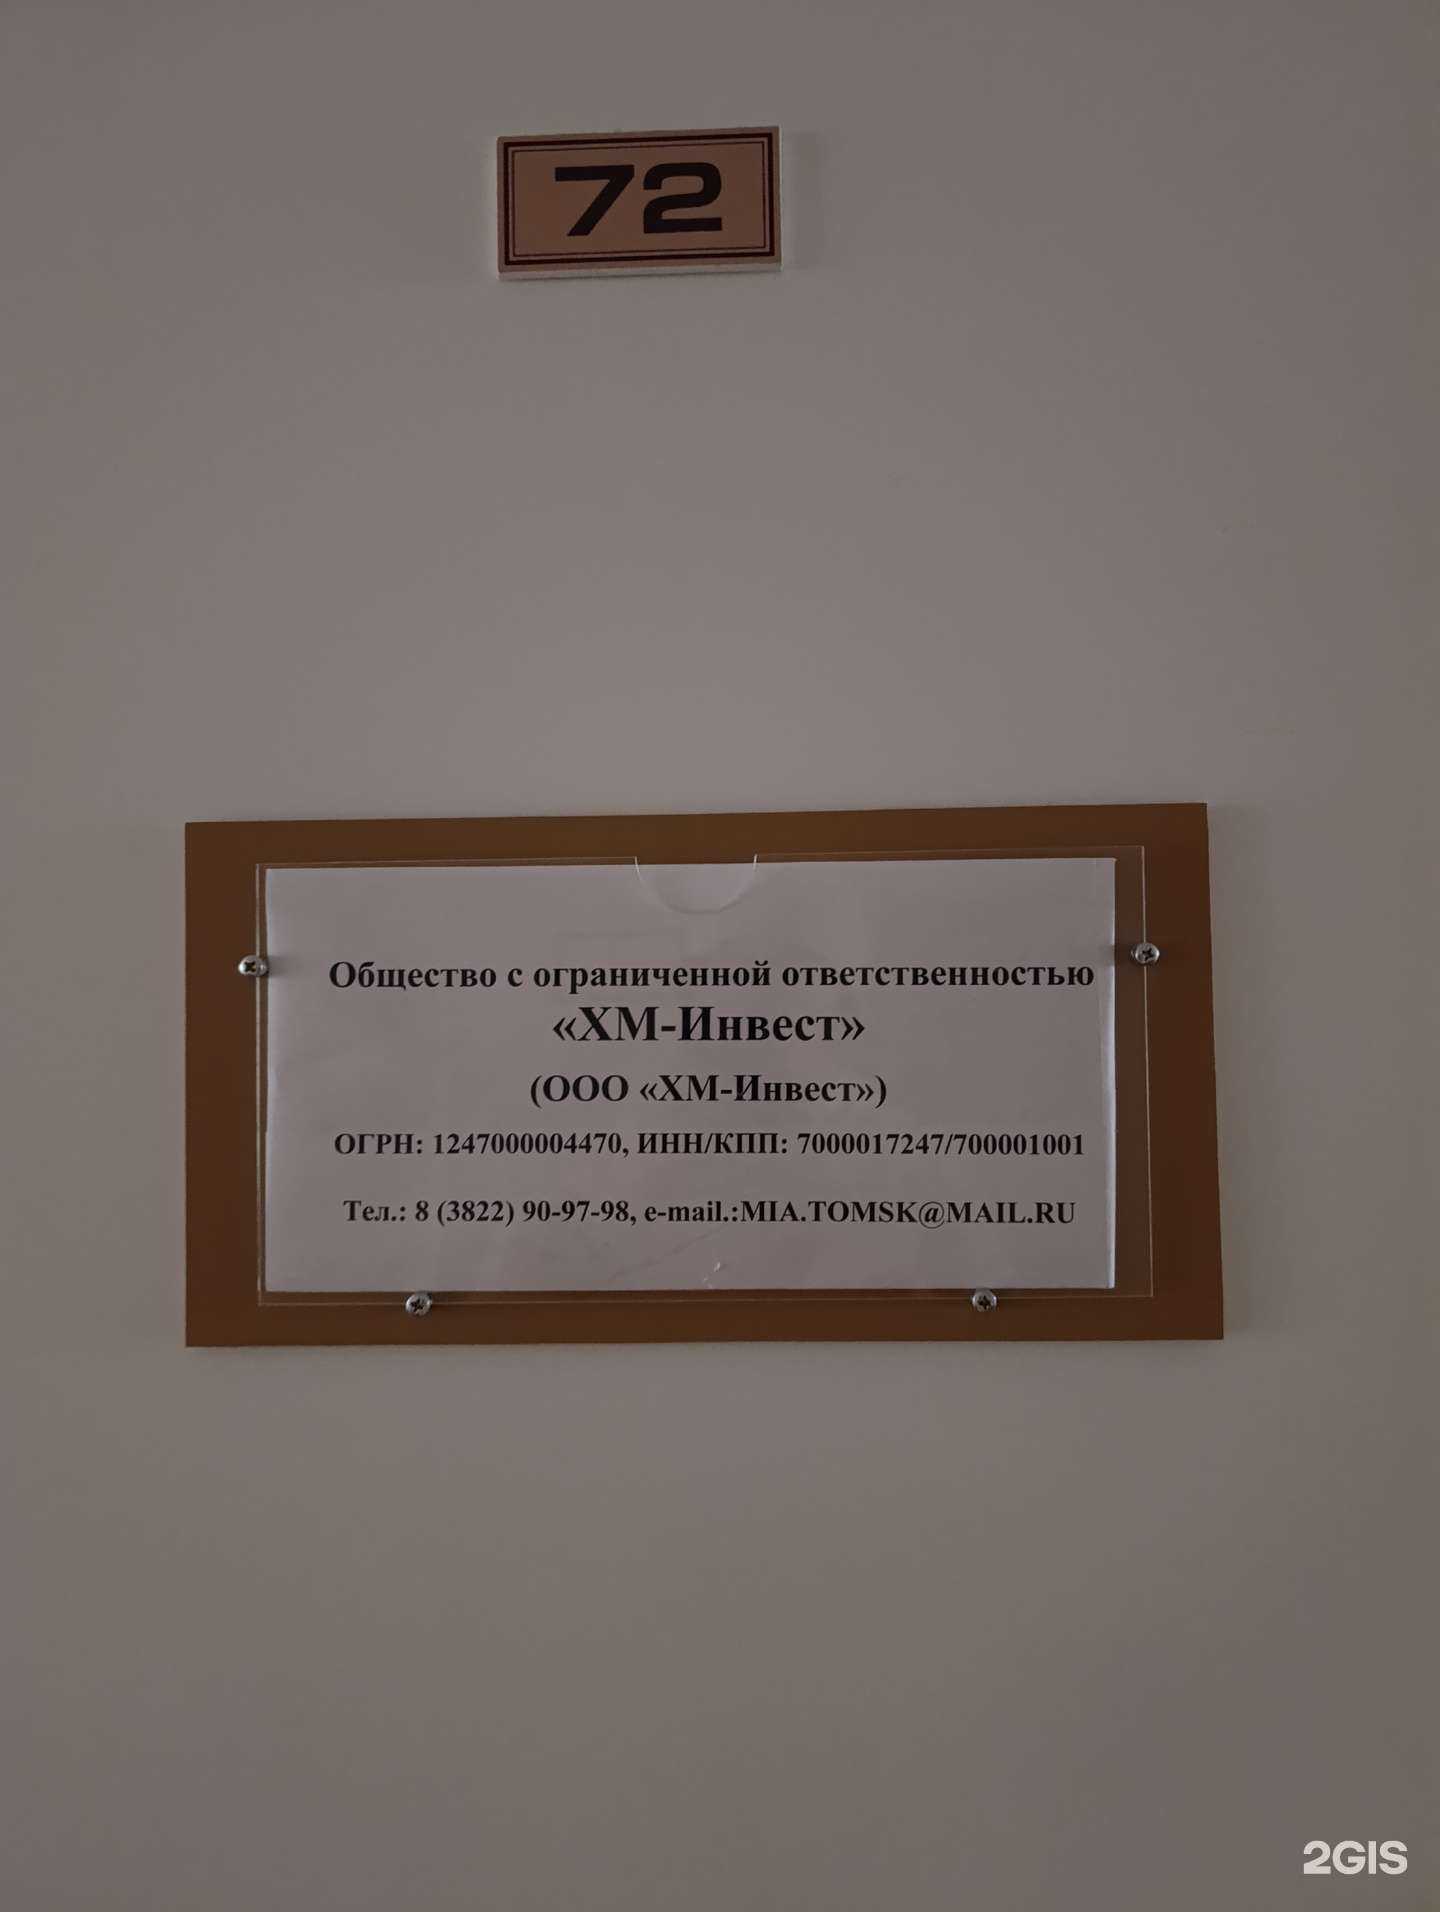 72
Общество с ограниченной ответственностью
«ХМ-Инвест»
(ООО «ХМ-Инвест»)
ОГРН: 1247000004470, ИНН/КПП: 7000017247/700001001
Тел.: 8 (3822) 90-97-98, e-mail.:MIA.TOMSK@MAIL.RU
2GIS